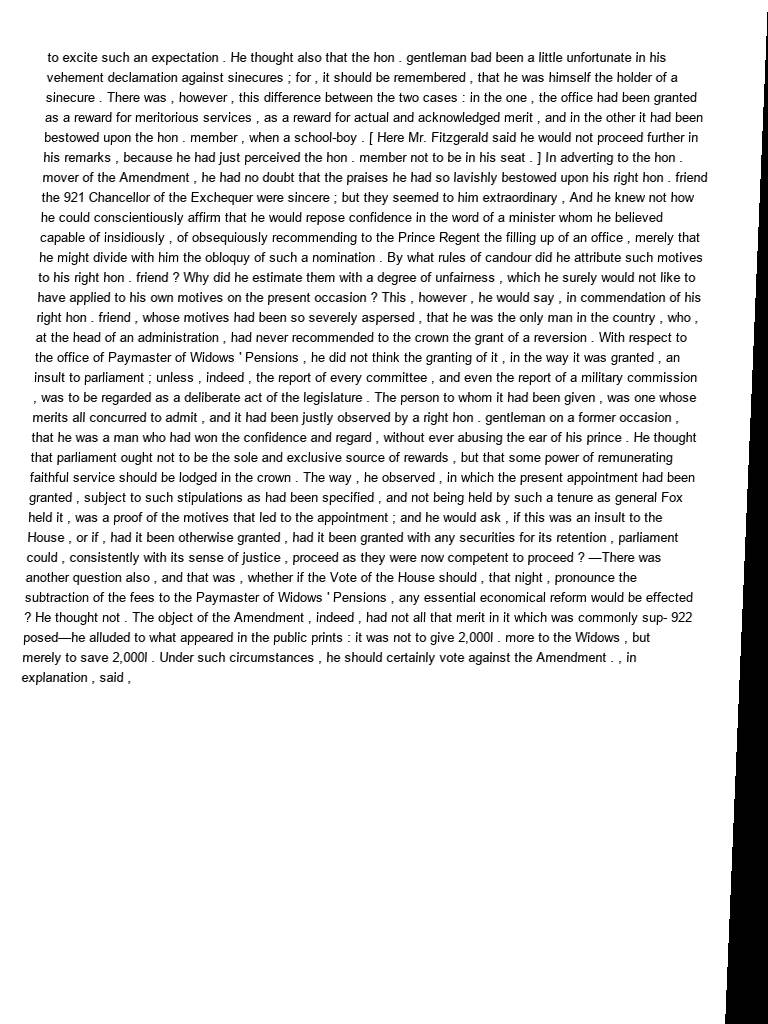 to excite such an expectation . He thought also that the hon . gentleman bad been a little unfortunate in his
vehement declamation against sinecures ; for , it should be remembered , that he was himself the holder of a
sinecure . There was , however , this difference between the two cases : in the one , the office had been granted
as a reward for meritorious services , as a reward for actual and acknowledged merit , and in the other it had been
bestowed upon the hon . member , when a school-boy . [ Here Mr. Fitzgerald said he would not proceed further in
his remarks , because he had just perceived the hon . member not to be in his seat . ] In adverting to the hon .
mover of the Amendment , he had no doubt that the praises he had so lavishly bestowed upon his right hon . friend
the 921 Chancellor of the Exchequer were sincere ; but they seemed to him extraordinary , And he knew not how
he could conscientiously affirm that he would repose confidence in the word of a minister whom he believed
capable of insidiously , of obsequiously recommending to the Prince Regent the filling up of an office , merely that
he might divide with him the obloquy of such a nomination . By what rules of candour did he attribute such motives
to his right hon . friend ? Why did he estimate them with a degree of unfairness , which he surely would not like to
have applied to his own motives on the present occasion ? This , however , he would say , in commendation of his
right hon . friend , whose motives had been so severely aspersed , that he was the only man in the country , who ,
at the head of an administration , had never recommended to the crown the grant of a reversion . With respect to
the office of Paymaster of Widows ' Pensions , he did not think the granting of it , in the way it was granted , an
insult to parliament ; unless , indeed , the report of every committee , and even the report of a military commission
, was to be regarded as a deliberate act of the legislature . The person to whom it had been given , was one whose
merits all concurred to admit , and it had been justly observed by a right hon . gentleman on a former occasion ,
that he was a man who had won the confidence and regard , without ever abusing the ear of his prince . He thought
that parliament ought not to be the sole and exclusive source of rewards , but that some power of remunerating
faithful service should be lodged in the crown . The way , he observed , in which the present appointment had been
granted , subject to such stipulations as had been specified , and not being held by such a tenure as general Fox
held it , was a proof of the motives that led to the appointment ; and he would ask , if this was an insult to the
House , or if , had it been otherwise granted , had it been granted with any securities for its retention , parliament
could , consistently with its sense of justice , proceed as they were now competent to proceed ? —There was
another question also , and that was , whether if the Vote of the House should , that night , pronounce the
subtraction of the fees to the Paymaster of Widows ' Pensions , any essential economical reform would be effected
? He thought not . The object of the Amendment , indeed , had not all that merit in it which was commonly sup- 922
posed—he alluded to what appeared in the public prints : it was not to give 2,000l . more to the Widows , but
merely to save 2,000l . Under such circumstances , he should certainly vote against the Amendment . , in
explanation , said ,